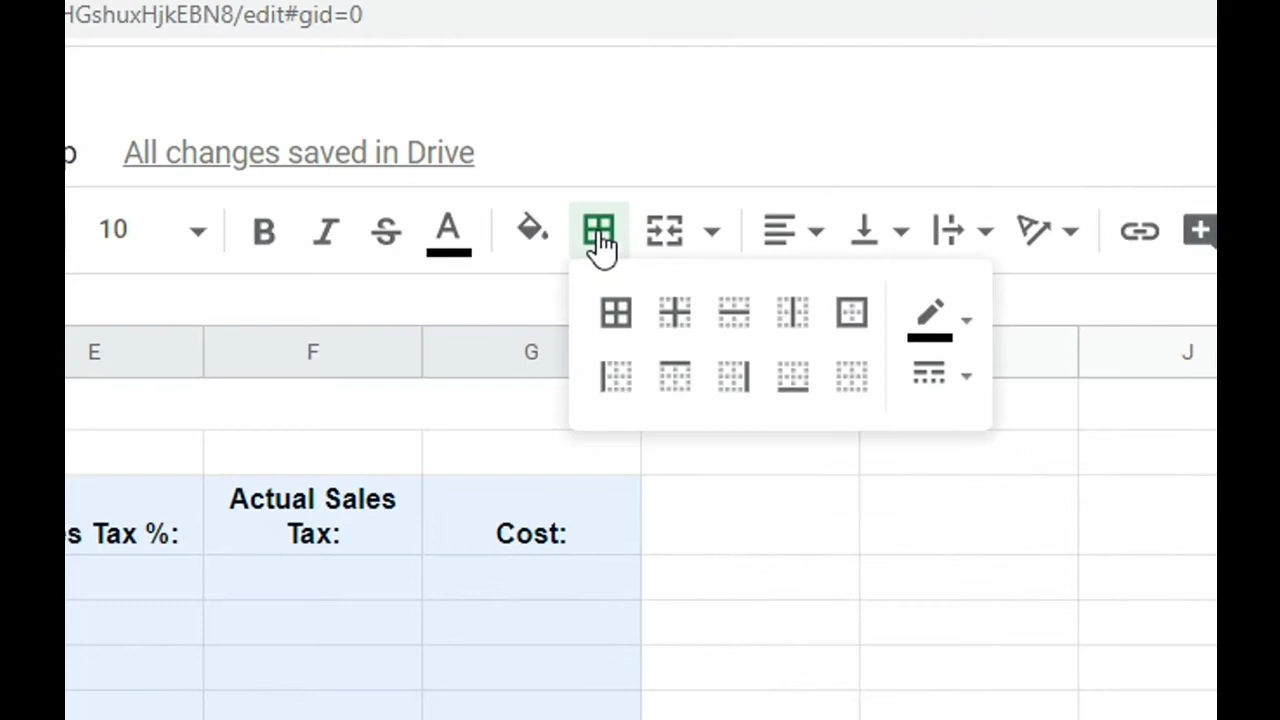 HGshuxHjkEBN8/edit#gid=0
p
All changes saved in Drive
10 B I S A
E F G J
s Tax %: Actual Sales Tax: Cost: